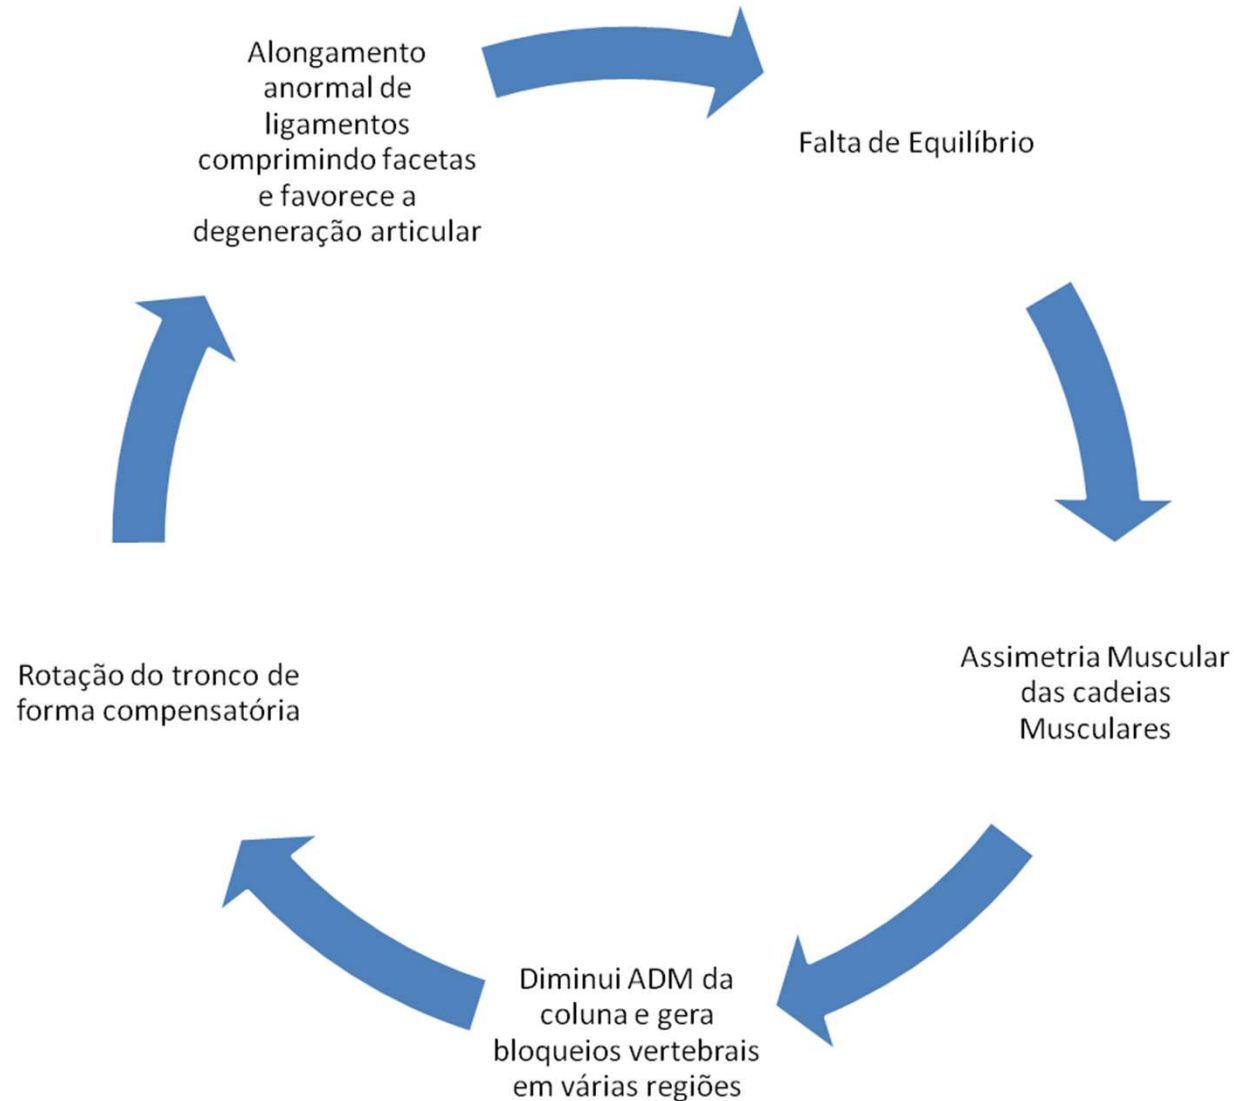 Alongamento
anormal de
ligamentos
comprimindo facetas
e favorece a
degeneração articular
Falta de Equilíbrio
Assimetria Muscular
das cadeias
Musculares
Diminui ADM da
coluna e gera
bloqueios vertebrais
em várias regiões
Rotação do tronco de
forma compensatória